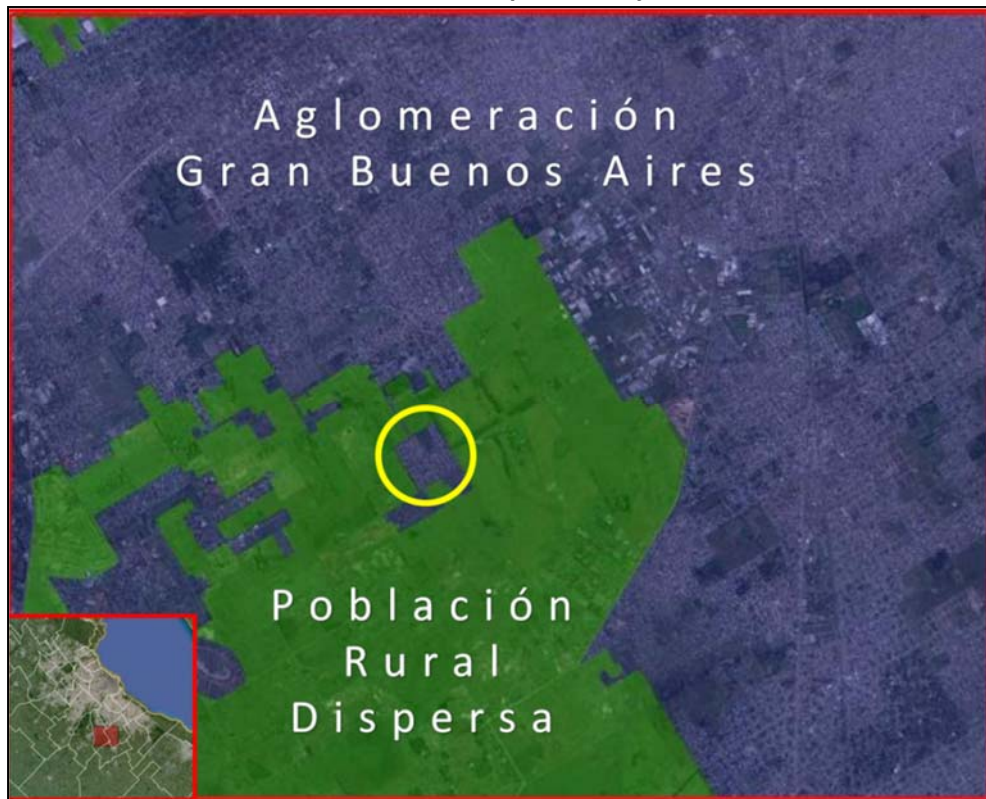 Aglomeración
Gran Buenos Aires
Población
Rural
Dispersa